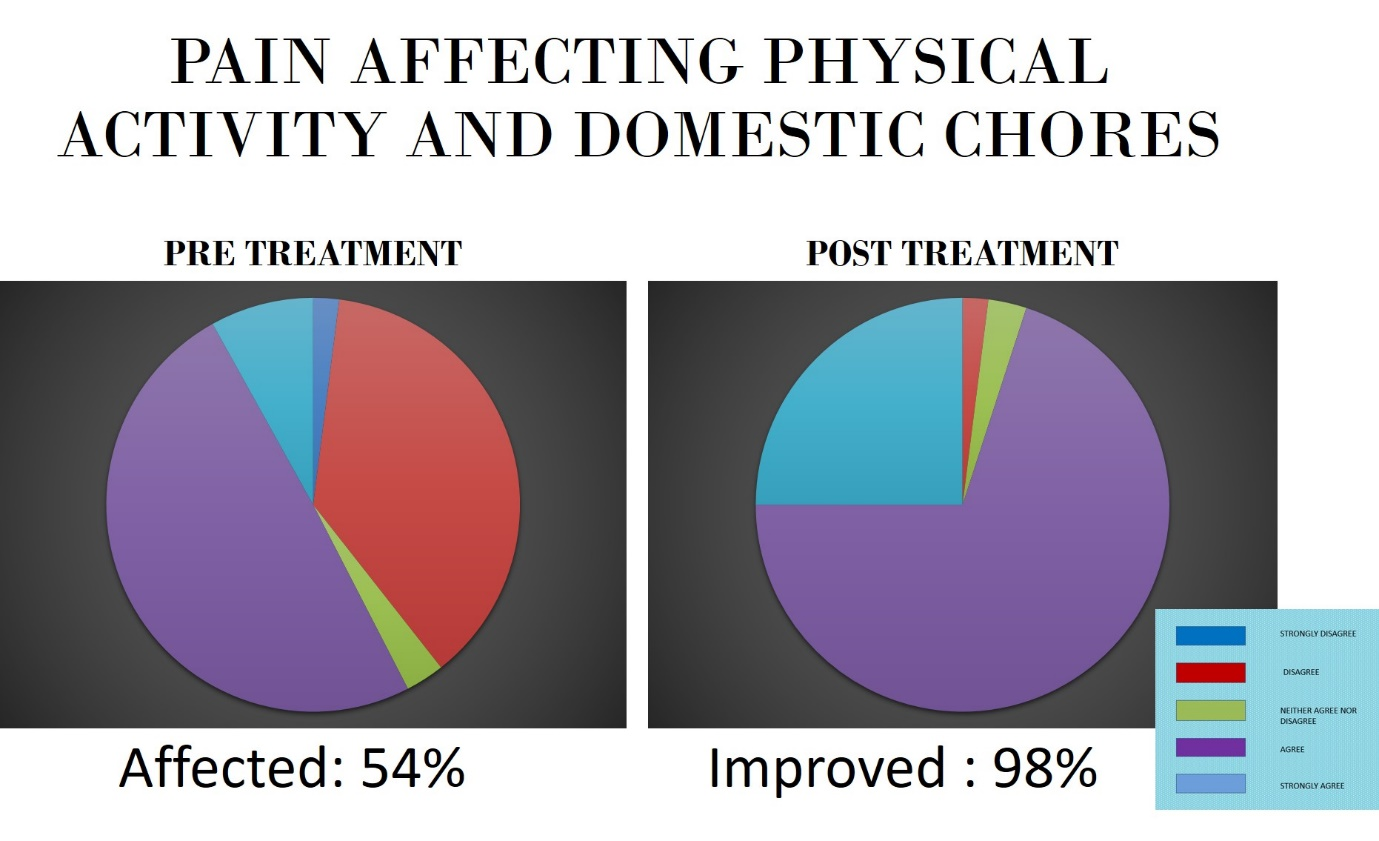 PAIN AFFECTING PHYSICAL
ACTIVITY AND DOMESTIC CHORES
PRE TREATMENT
POST TREATMENT
Affected: 54%
Improved : 98%
STRONGLY DISAGREE
DISAGREE
NEITHER AGREE NOR
DISAGREE
AGREE
STRONGLY AGREE